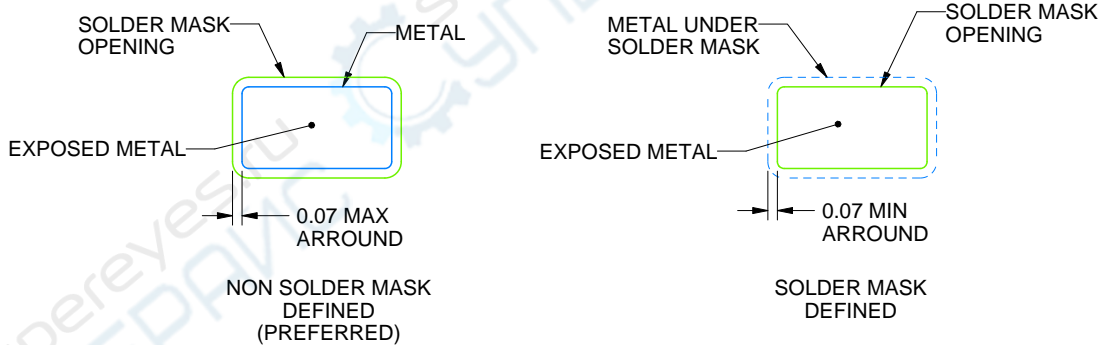 SOLDER MASK
OPENING
METAL
EXPOSED METAL
0.07 MAX
ARROUND
NON SOLDER MASK
DEFINED
(PREFERRED)
METAL UNDER
SOLDER MASK
SOLDER MASK
OPENING
EXPOSED METAL
0.07 MIN
ARROUND
SOLDER MASK
DEFINED